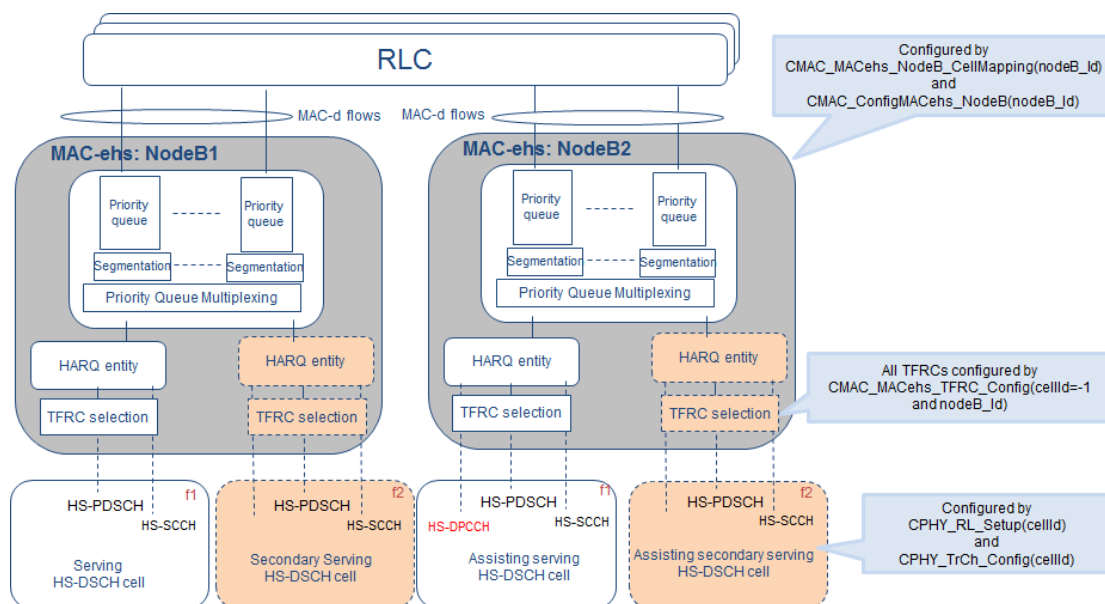 RLC
Configured by
CMAC_MACehs_NodeB_CellMapping(nodeB_Id)
and
CMAC_ConfigMACehs_NodeB(nodeB_Id)
MAC-d flows
MAC-d flows
MAC-ehs: NodeB1
Priority
queue
Priority
queue
Segmentation
Segmentation
Priority Queue Multiplexing
HARQ entity
HARQ entity
TFRC selection
TFRC selection
MAC-ehs: NodeB2
Priority
queue
Priority
queue
Segmentation
Segmentation
Priority Queue Multiplexing
HARQ entity
HARQ entity
TFRC selection
TFRC selection
All TFRCs configured by
CMAC_MACehs_TFRC_Config(cellId=-1
and nodeB_Id)
f1
HS-PDSCH
HS-SCCH
Serving
HS-DSCH cell
f2
HS-PDSCH
HS-SCCH
Secondary Serving
HS-DSCH cell
f1
HS-PDSCH
HS-DPCCH
HS-SCCH
Assisting serving
HS-DSCH cell
f2
HS-PDSCH
HS-SCCH
Assisting secondary serving
HS-DSCH cell
Configured by
CPHY_RL_Setup(cellId)
and
CPHY_TrCh_Config(cellId)